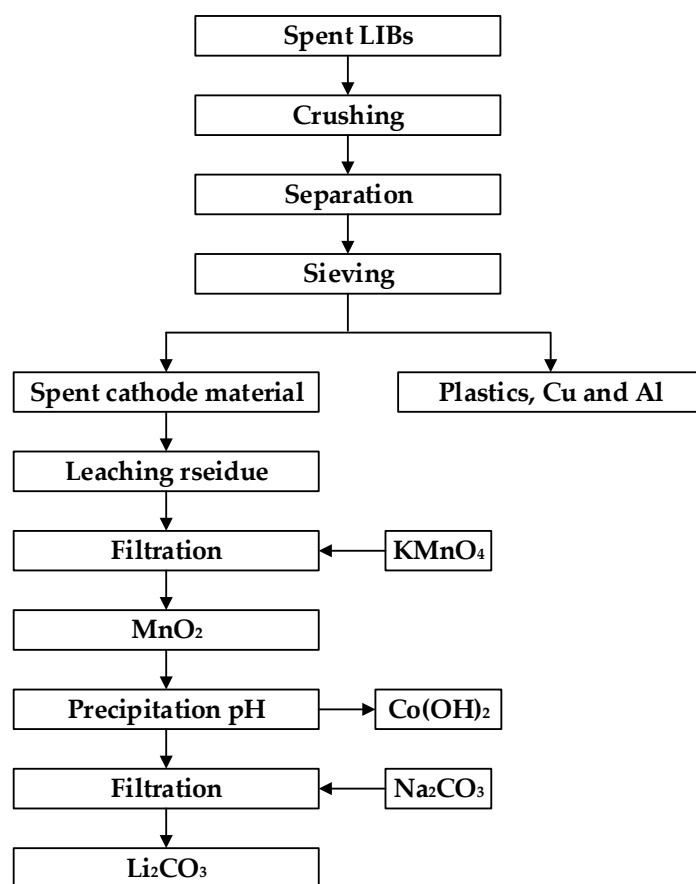 Spent LIBs
Crushing
Separation
Sieving
Spent cathode material
Plastics, Cu and Al
Leaching rseidue
Filtration
KMnO₄
MnO₂
Precipitation pH
Co(OH)₂
Filtration
Na₂CO₃
Li₂CO₃